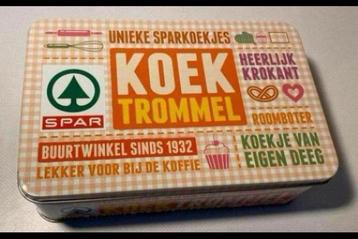 UNIEKE SPARKOEKJES
KOEK
TROMMEL
HEERLIJK
KROKANT
ROOMBOTER
SPAR
BUURTWINKEL SINDS 1932
LEKKER VOOR BIJ DE KOFFIE
KOEKJE VAN
EIGEN DEEG